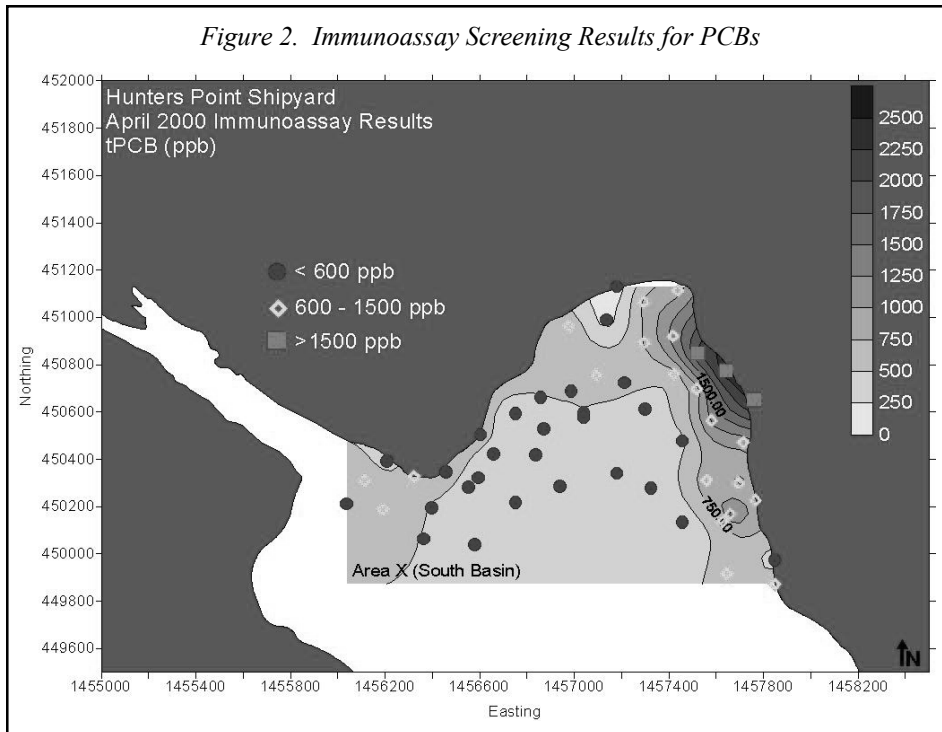 Figure 2. Immunoassay Screening Results for PCBs
Hunters Point Shipyard
April 2000 Immunoassay Results
tPCB (ppb)
< 600 ppb
600 - 1500 ppb
>1500 ppb
2500
2250
2000
1750
1500
1250
1000
750
500
250
0
1500.00
750.00
Area X (South Basin)
N
452000
451800
451600
451400
451200
451000
450800
450600
450400
450200
450000
449800
449600
Northing
1455000 1455400 1455800 1456200 1456600 1457000 1457400 1457800 1458200
Easting